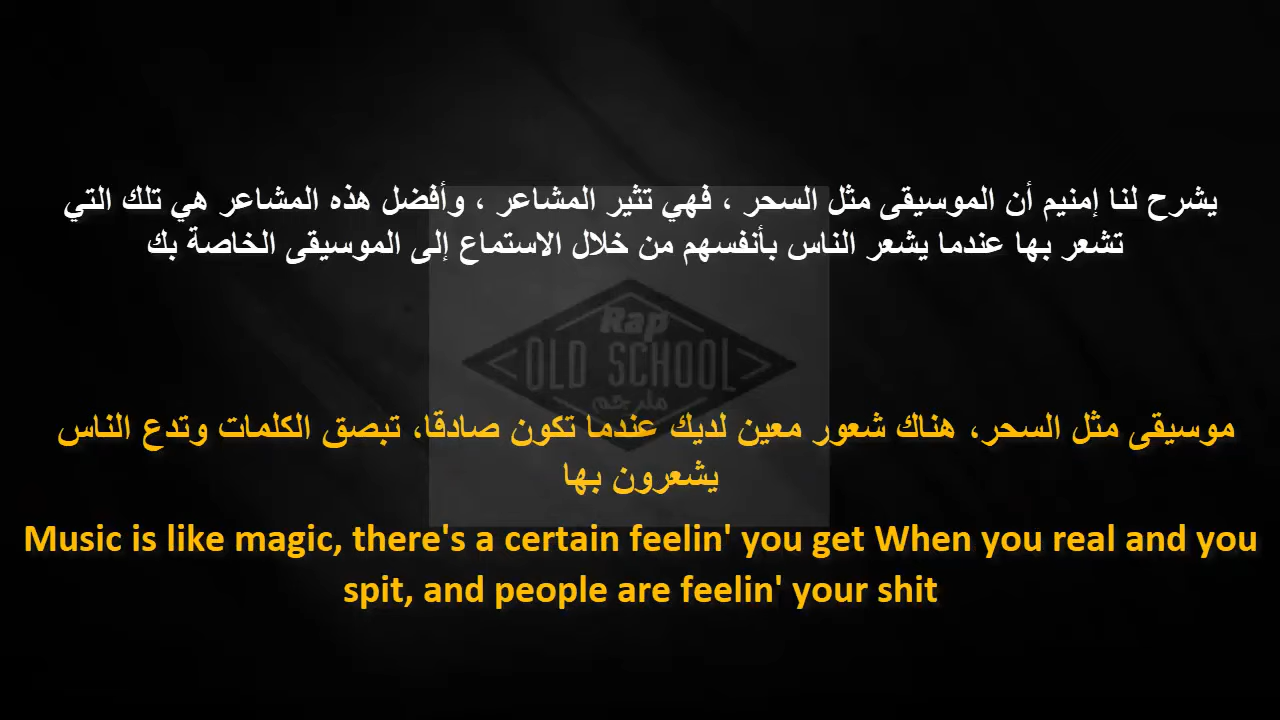 يشرح لنا إمنيم أن الموسيقى مثل السحر ، فهي تثير المشاعر ، وأفضل هذه المشاعر هي تلك التي
تشعر بها عندما يشعر الناس بأنفسهم من خلال الاستماع إلى الموسيقى الخاصة بك
Rap
OLD SCHOOL
مترجم
موسيقى مثل السحر، هناك شعور معين لديك عندما تكون صادقا، تبصق الكلمات وتدع الناس
يشعرون بها
Music is like magic, there's a certain feelin' you get When you real and you
spit, and people are feelin' your shit